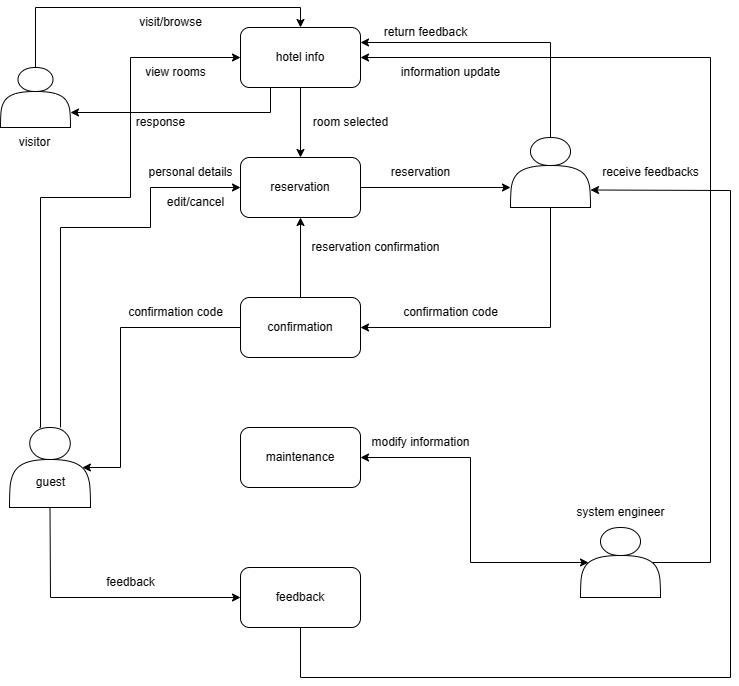 visit/browse
return feedback
hotel info
view rooms
information update
response
room selected
visitor
personal details
reservation
receive feedbacks
reservation
edit/cancel
reservation confirmation
confirmation code
confirmation code
confirmation
modify information
maintenance
guest
system engineer
feedback
feedback